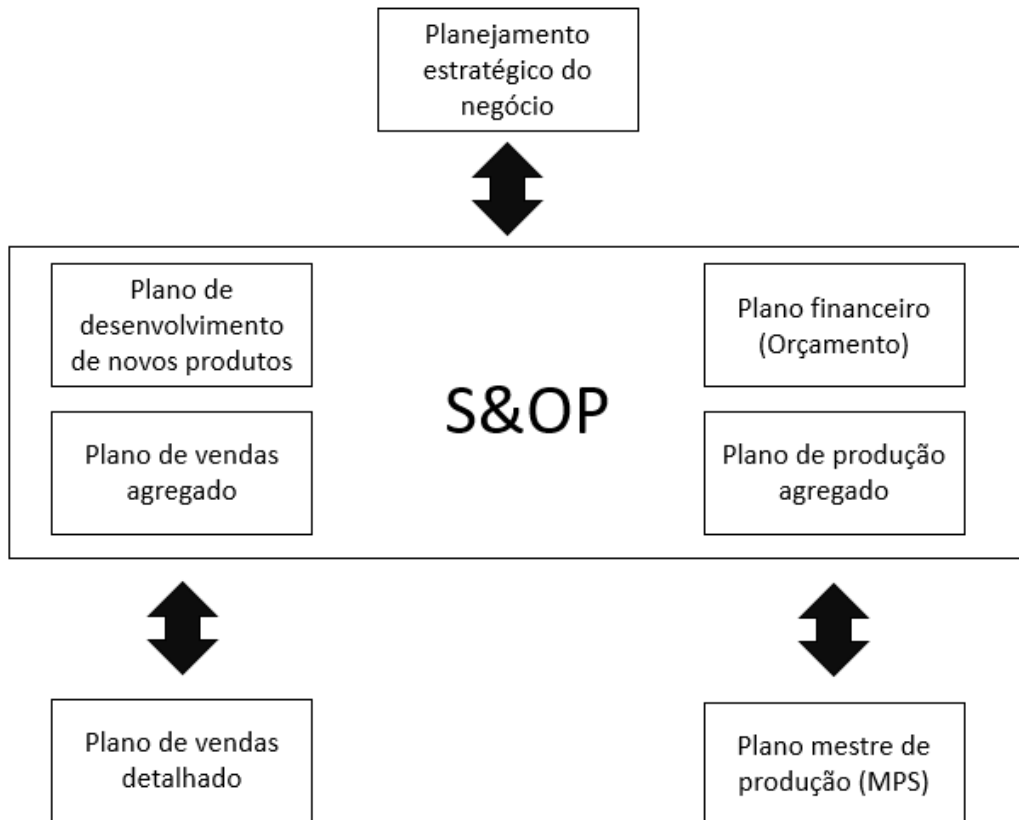 Planejamento
estratégico do
negócio
Plano de
desenvolvimento
de novos produtos
Plano financeiro
(Orçamento)
S&OP
Plano de vendas
agregado
Plano de produção
agregado
Plano de vendas
detalhado
Plano mestre de
produção (MPS)